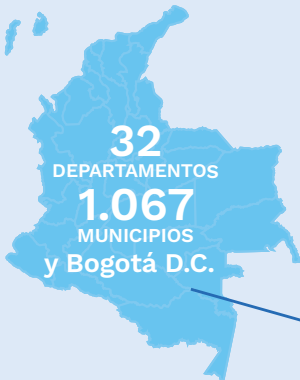 32
DEPARTAMENTOS
1.067
MUNICIPIOS
y Bogotá D.C.